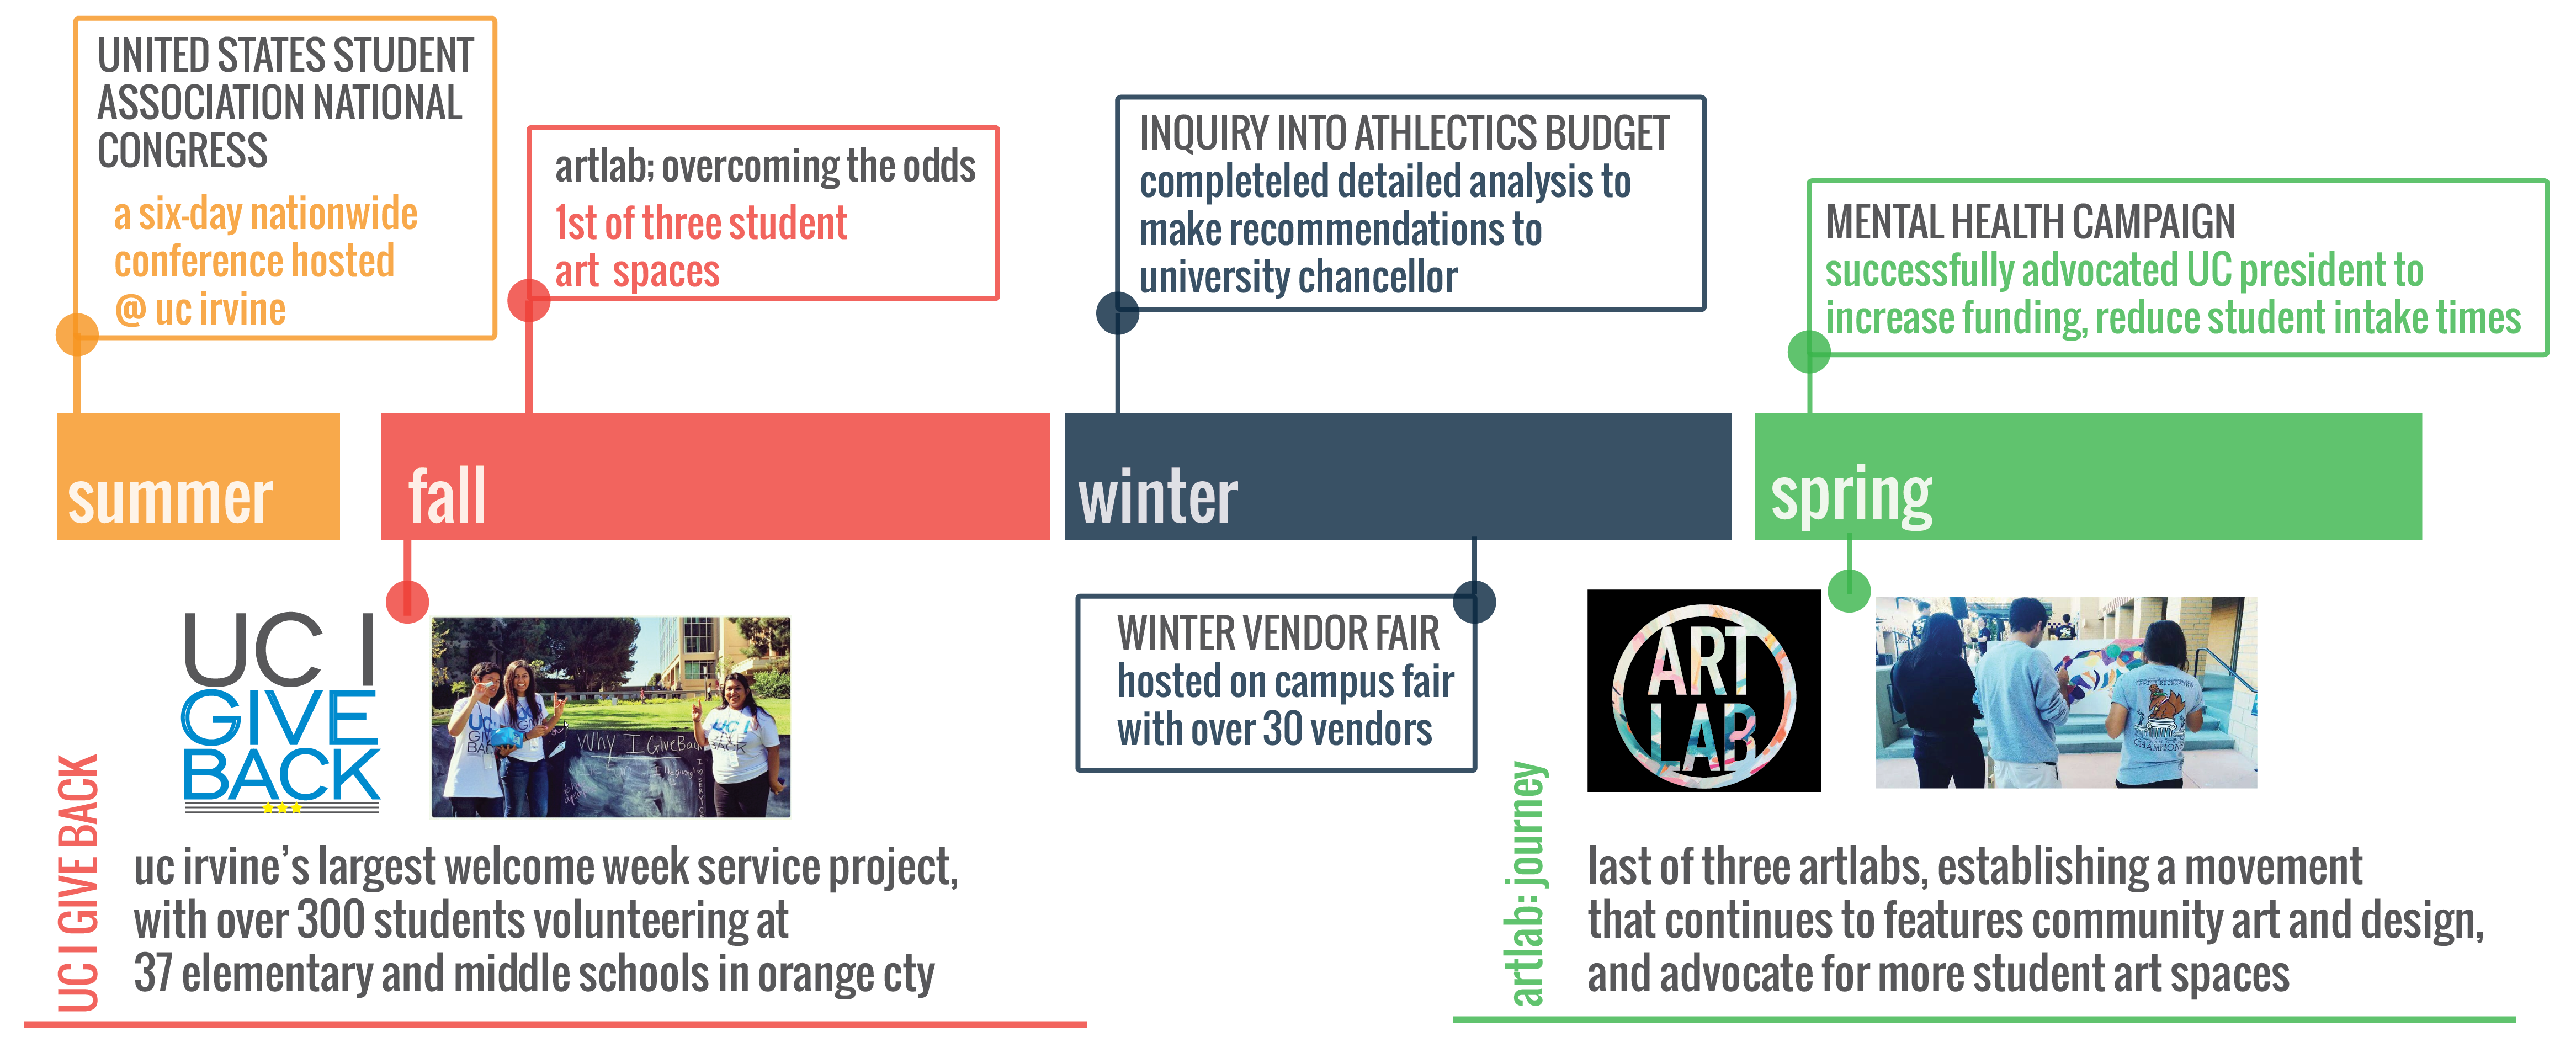 UNITED STATES STUDENT
ASSOCIATION NATIONAL
CONGRESS
a six-day nationwide
conference hosted
@ uc irvine
artlab; overcoming the odds
1st of three student
art spaces
INQUIRY INTO ATHLECTICS BUDGET
completeled detailed analysis to
make recommendations to
university chancellor
MENTAL HEALTH CAMPAIGN
successfully advocated UC president to
increase funding, reduce student intake times
summer
fall
winter
spring
UC I
GIVE
BACK
UC I
GIVE
BACK
Why I GiveBack
UC I
BACK
WINTER VENDOR FAIR
hosted on campus fair
with over 30 vendors
ART
LAB
CHAMPION
UC I GIVE BACK
uc irvine's largest welcome week service project,
with over 300 students volunteering at
37 elementary and middle schools in orange cty
artlab: journey
last of three artlabs, establishing a movement
that continues to features community art and design,
and advocate for more student art spaces